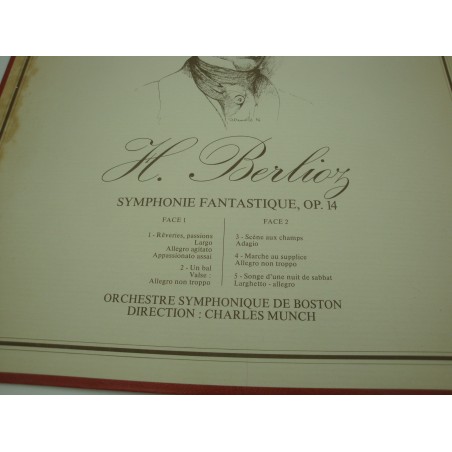 H. Berlioz
SYMPHONIE FANTASTIQUE, OP. 14
FACE 1
1 - Rêveries, passions
Largo
Allegro agitato
Appassionato assai
2 - Un bal
Valse :
Allegro non troppo
FACE 2
3 - Scène aux champs
Adagio
4 - Marche au supplice
Allegro non troppo
5 - Songe d'une nuit de sabbat
Larghetto - allegro
ORCHESTRE SYMPHONIQUE DE BOSTON
DIRECTION : CHARLES MUNCH